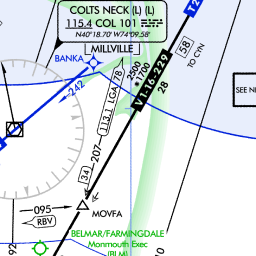 COLTS NECK (L) (L)
115.4 COL 101
N40°18.70' W74°09.58'
MILLVILLE
BANKA
242
113.1 LGA 78
2500
*1700
V1-16-229
28
58
TO CYN
SEE N
207
34
095
RBV
MOVFA
BELMAR/FARMINGDALE
Monmouth Exec
(BLM)